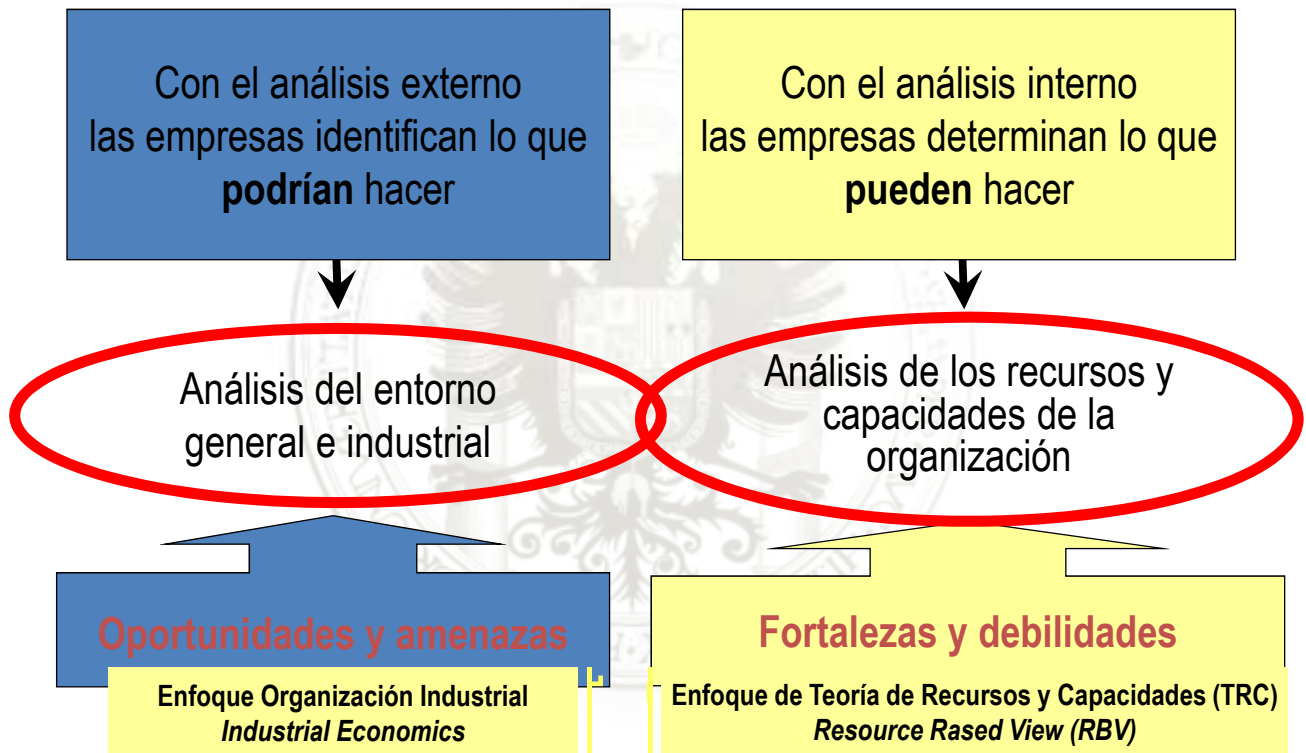 Con el análisis externo
las empresas identifican lo que
podrían hacer
Con el análisis interno
las empresas determinan lo que
pueden hacer
Análisis del entorno
general e industrial
Análisis de los recursos y
capacidades de la
organización
Oportunidades y amenazas
Enfoque Organización Industrial
Industrial Economics
Fortalezas y debilidades
Enfoque de Teoría de Recursos y Capacidades (TRC)
Resource Rased View (RBV)